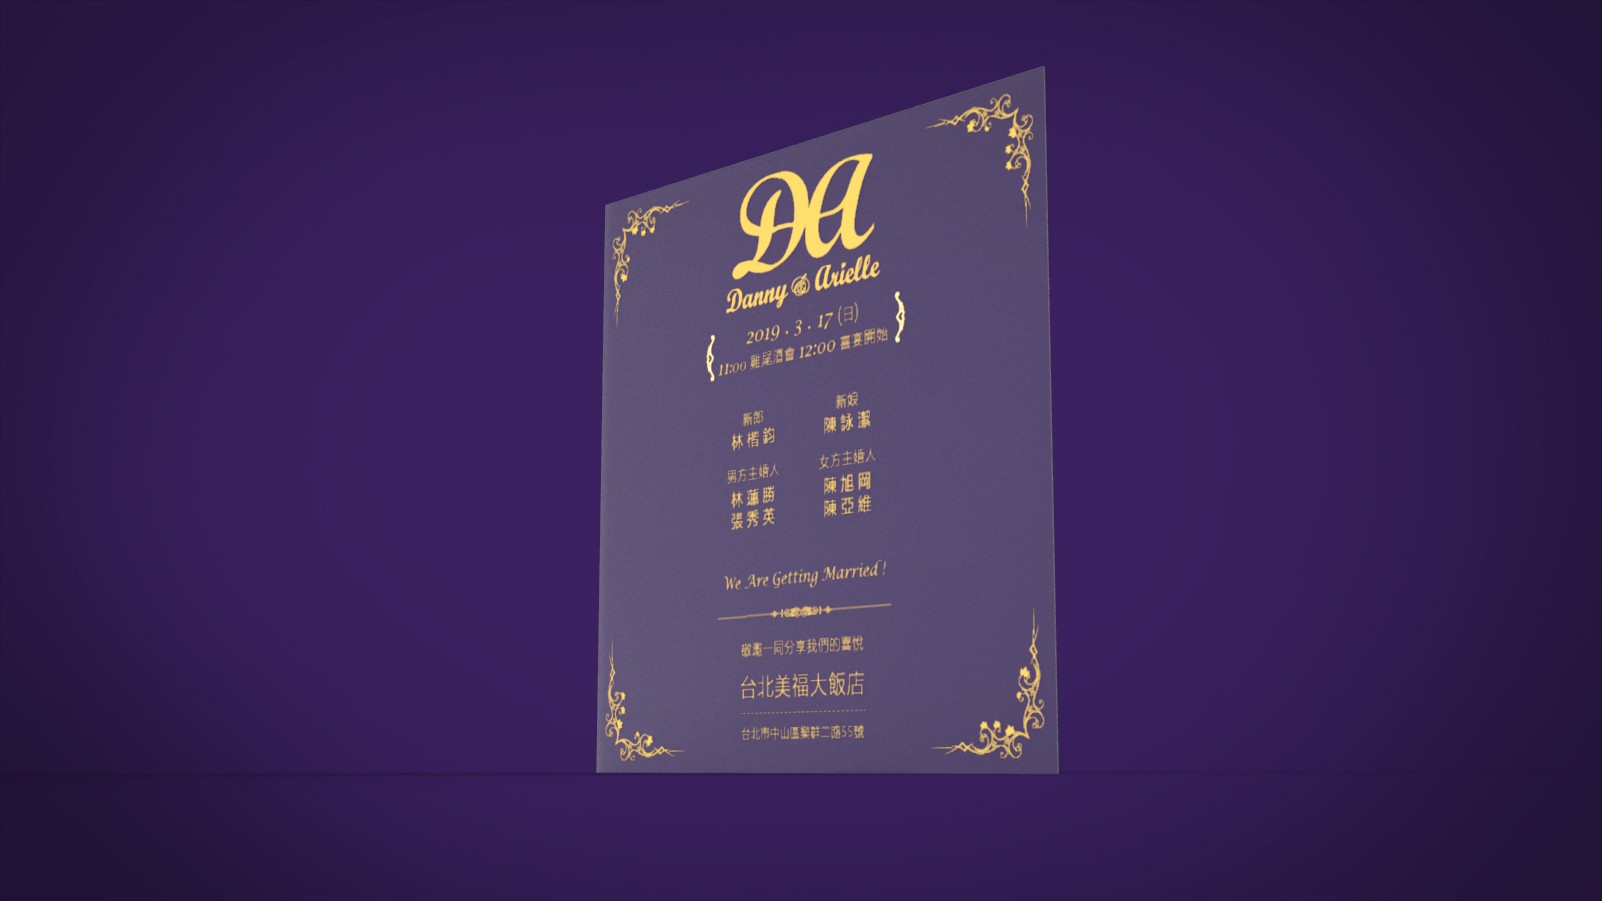 DA
Danny & Arielle
2019 · 3 · 17 (日)
11:00 雞尾酒會 12:00 喜宴開始
新郎
林楷鈞
新娘
陳詠潔
男方主婚人
林蓮勝
張秀英
女方主婚人
陳旭岡
陳亞維
We Are Getting Married !
敬邀一同分享我們的喜悅
台北美福大飯店
台北市中山區樂群二路55號